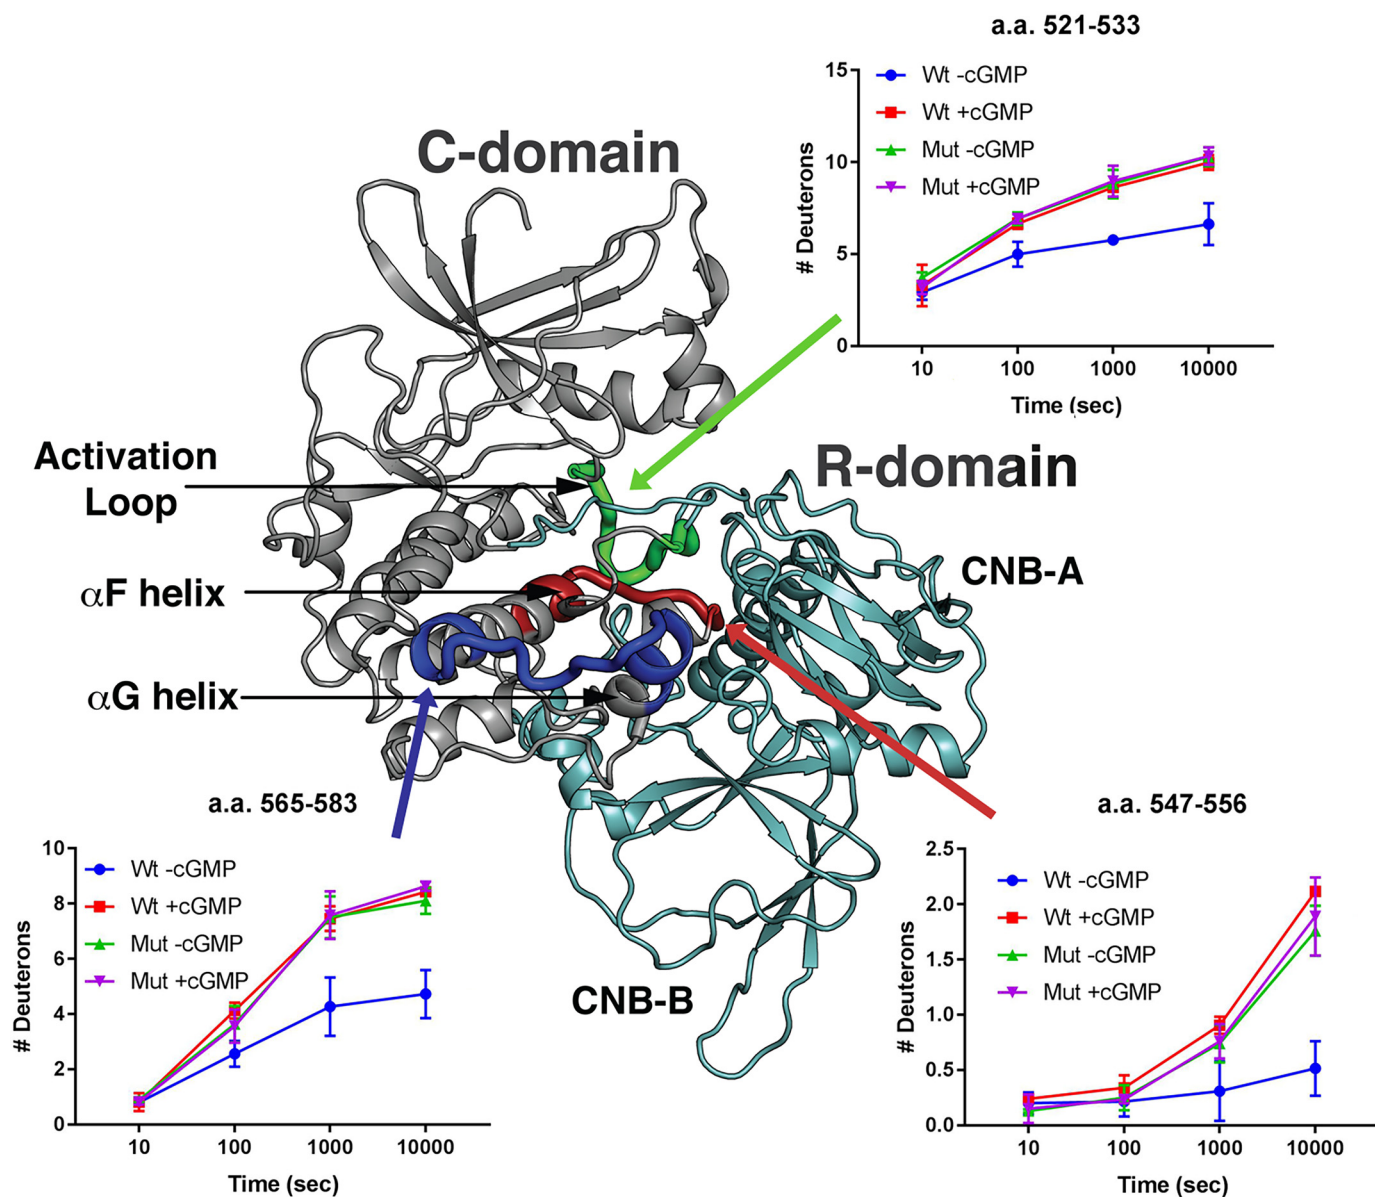 a.a. 521-533
15
10
5
0
# Deuterons
Wt -cGMP
Wt +cGMP
Mut -cGMP
Mut +cGMP
10 100 1000 10000
Time (sec)
C-domain
Activation
Loop
R-domain
CNB-A
αF helix
αG helix
CNB-B
a.a. 565-583
10
8
6
4
2
0
# Deuterons
Wt -cGMP
Wt +cGMP
Mut -cGMP
Mut +cGMP
10 100 1000 10000
Time (sec)
a.a. 547-556
2.5
2.0
1.5
1.0
0.5
0.0
# Deuterons
Wt -cGMP
Wt +cGMP
Mut -cGMP
Mut +cGMP
10 100 1000 10000
Time (sec)